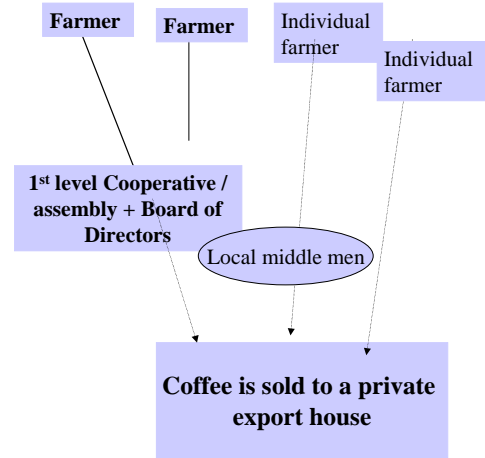 Farmer
Farmer
Individual
farmer
Individual
farmer
1st level Cooperative /
assembly + Board of
Directors
Local middle men
Coffee is sold to a private
export house